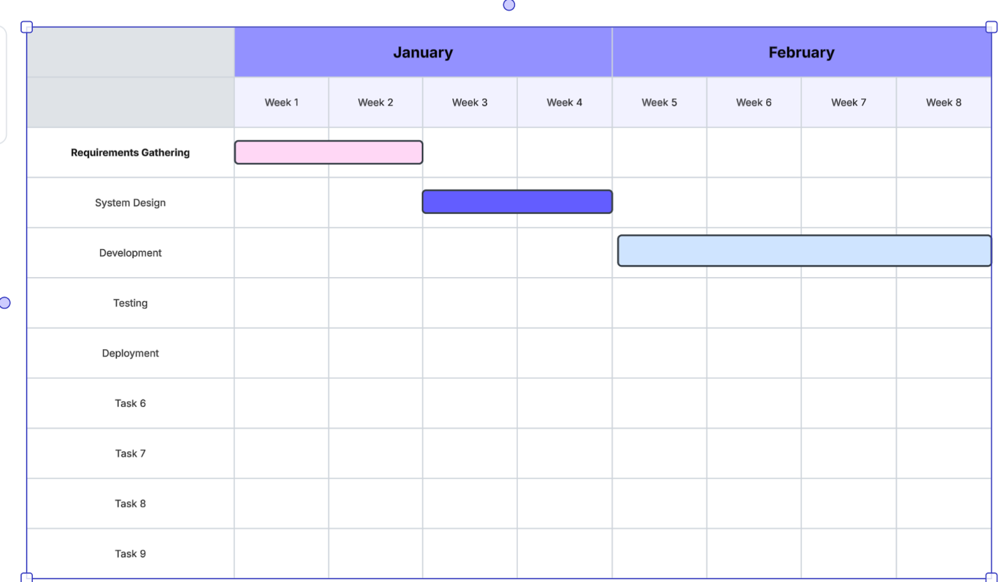 January February
Week 1 Week 2 Week 3 Week 4 Week 5 Week 6 Week 7 Week 8
Requirements Gathering
System Design
Development
Testing
Deployment
Task 6
Task 7
Task 8
Task 9